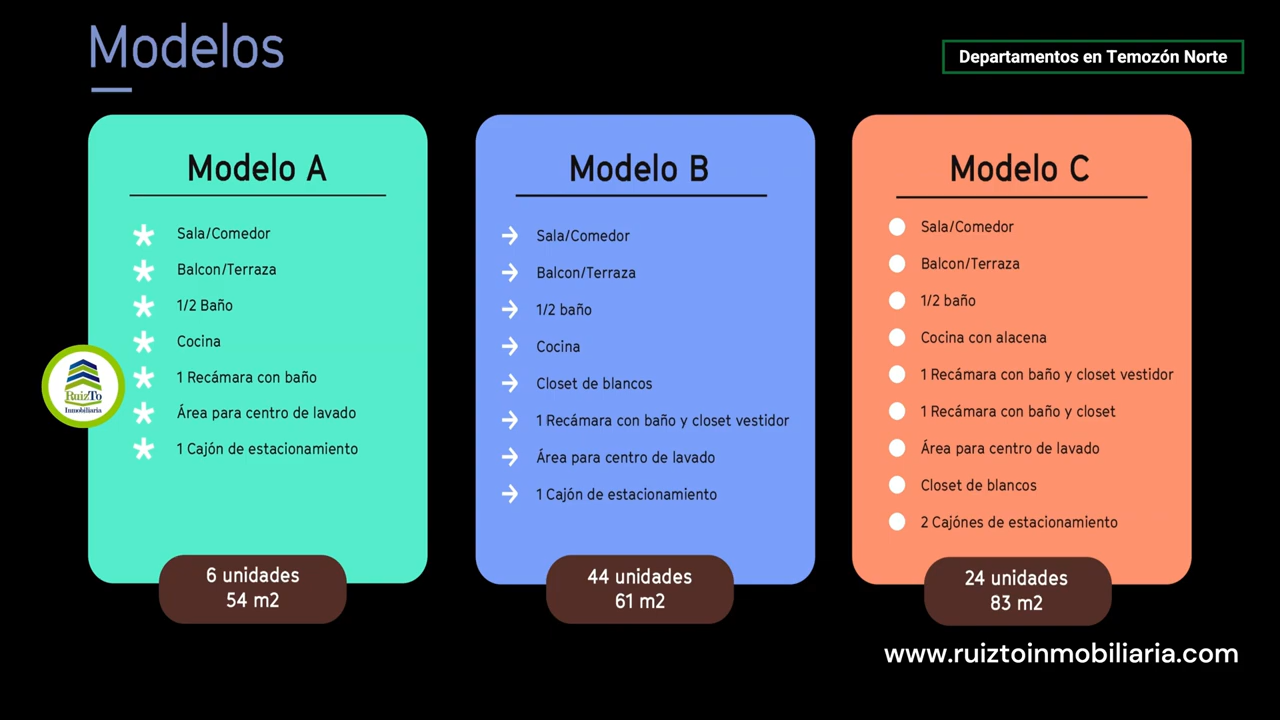 Modelos
Departamentos en Temozón Norte
Modelo A
Sala/Comedor
Balcon/Terraza
1/2 Baño
Cocina
1 Recámara con baño
Área para centro de lavado
1 Cajón de estacionamiento
6 unidades
54 m2
Modelo B
Sala/Comedor
Balcon/Terraza
1/2 baño
Cocina
Closet de blancos
1 Recámara con baño y closet vestidor
Área para centro de lavado
1 Cajón de estacionamiento
44 unidades
61 m2
Modelo C
Sala/Comedor
Balcon/Terraza
1/2 baño
Cocina con alacena
1 Recámara con baño y closet vestidor
1 Recámara con baño y closet
Área para centro de lavado
Closet de blancos
2 Cajónes de estacionamiento
24 unidades
83 m2
RuizTo
Inmobiliaria
www.ruiztoinmobiliaria.com